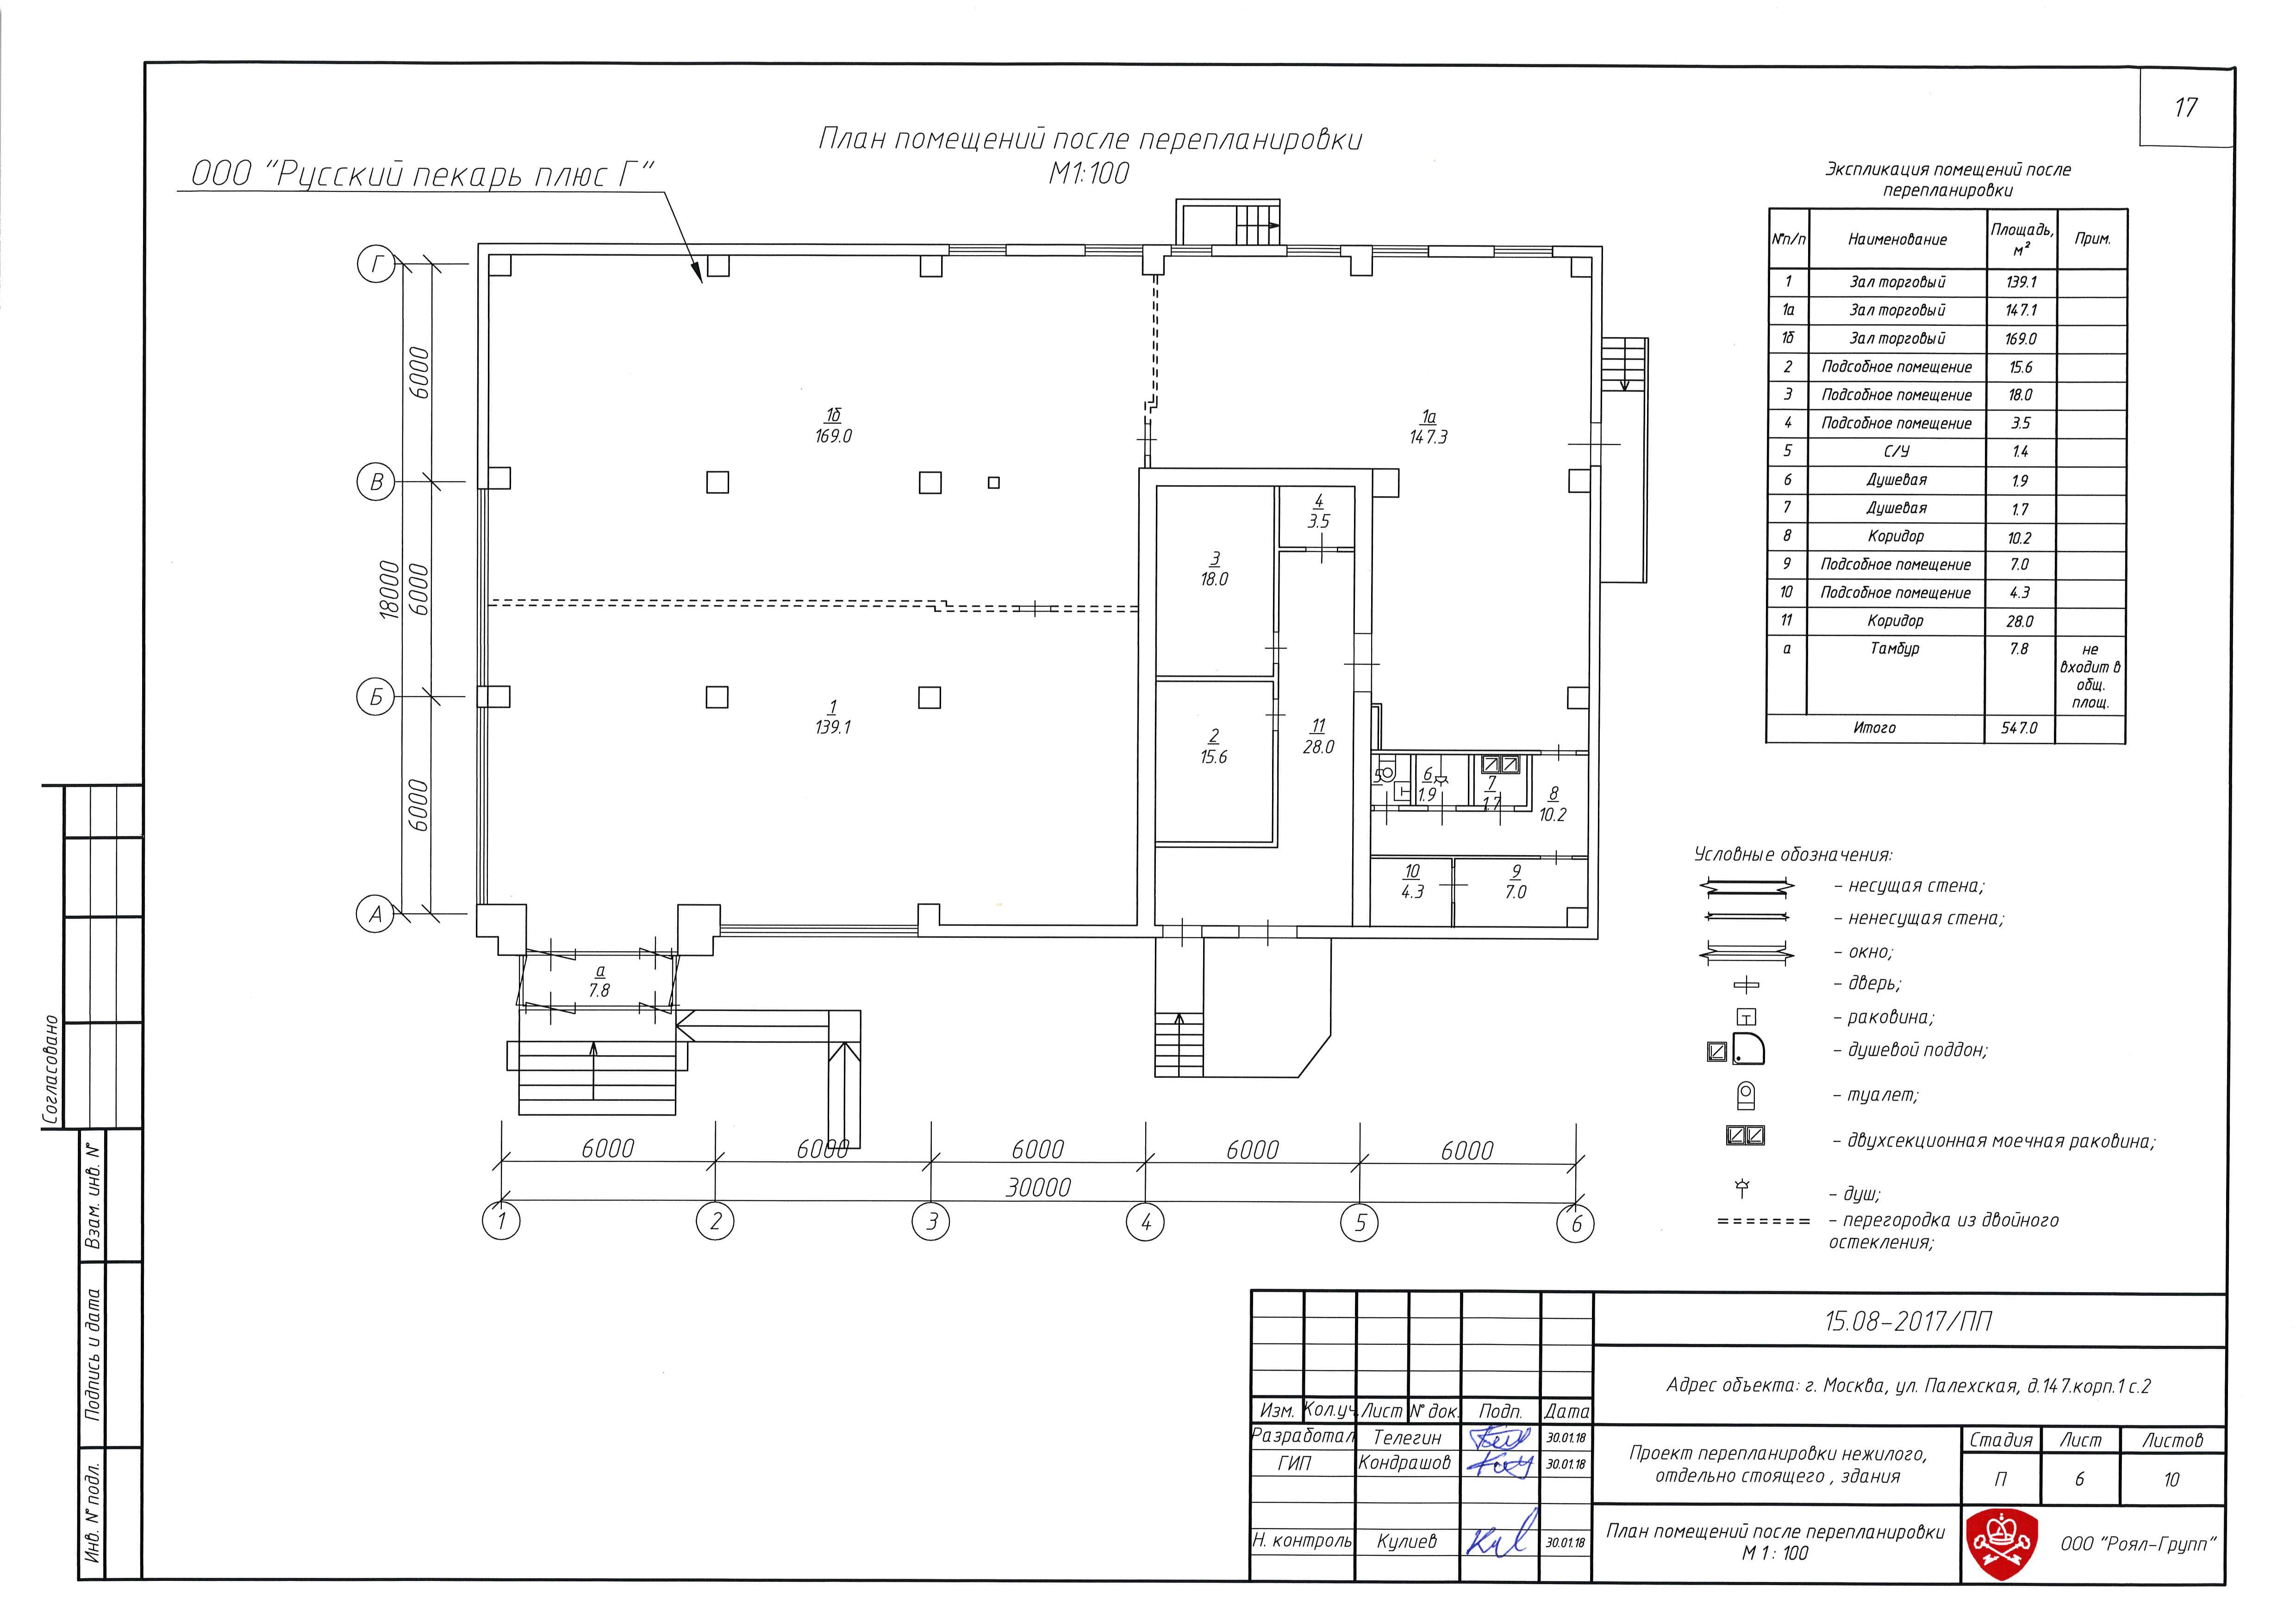 17
План помещений после перепланировки
М1:100
ООО "Русский пекарь плюс Г"
Экспликация помещений после
перепланировки
№п/п Наименование Площадь, м² Прим.
1 Зал торговый 139.1
1а Зал торговый 147.1
1б Зал торговый 169.0
2 Подсобное помещение 15.6
3 Подсобное помещение 18.0
4 Подсобное помещение 3.5
5 С/У 1.4
6 Душевая 1.9
7 Душевая 1.7
8 Коридор 10.2
9 Подсобное помещение 7.0
10 Подсобное помещение 4.3
11 Коридор 28.0
а Тамбур 7.8 не
входит в
общ.
площ.
Итого 547.0
Г
В
Б
А
6000
6000
6000
18000
1б
169.0
1а
147.3
4
3.5
3
18.0
1
139.1
2
15.6
11
28.0
5
6
1.9
7
1.7
8
10.2
10
4.3
9
7.0
а
7.8
6000 6000 6000 6000 6000
30000
1 2 3 4 5 6
Условные обозначения:
- несущая стена;
- ненесущая стена;
- окно;
- дверь;
- раковина;
- душевой поддон;
- туалет;
- двухсекционная моечная раковина;
- душ;
- перегородка из двойного
остекления;
Согласовано
Взам. инв. №
Подпись и дата
Инв. № подл.
15.08-2017/ПП
Адрес объекта: г. Москва, ул. Палехская, д.147.корп.1 с.2
Изм. Кол.уч. Лист № док. Подп. Дата
Разработал Телегин 30.01.18
ГИП Кондрашов 30.01.18
Н. контроль Кулиев 30.01.18
Проект перепланировки нежилого,
отдельно стоящего , здания
Стадия Лист Листов
П 6 10
План помещений после перепланировки
М 1 : 100
ООО "Роял-Групп"